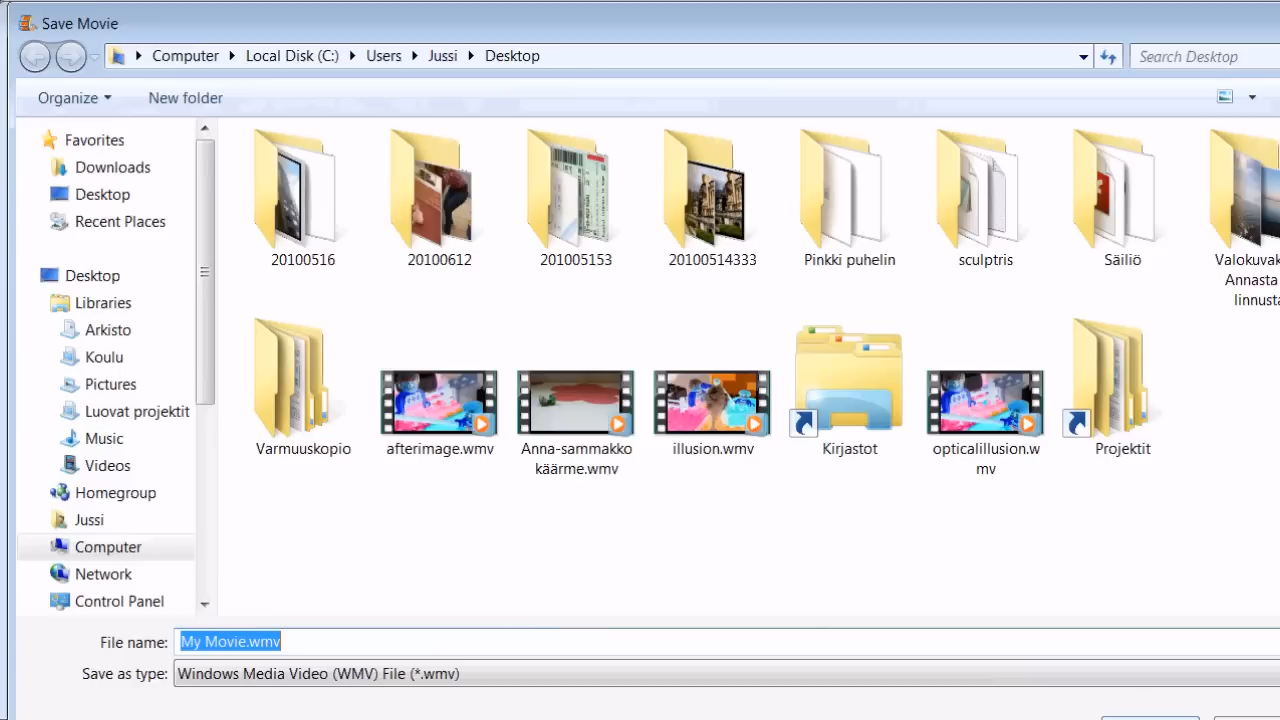 Save Movie
Computer Local Disk (C:) Users Jussi Desktop
Search Desktop
Organize New folder
Favorites
Downloads
Desktop
Recent Places
Desktop
Libraries
Arkisto
Koulu
Pictures
Luovat projektit
Music
Videos
Homegroup
Jussi
Computer
Network
Control Panel
20100516
20100612
201005153
20100514333
Pinkki puhelin
sculptris
Säiliö
Valokuvak
Annasta
linnusta
Varmuuskopio
afterimage.wmv
Anna-sammakko
käärme.wmv
illusion.wmv
Kirjastot
opticalillusion.w
mv
Projektit
File name: My Movie.wmv
Save as type: Windows Media Video (WMV) File (*.wmv)